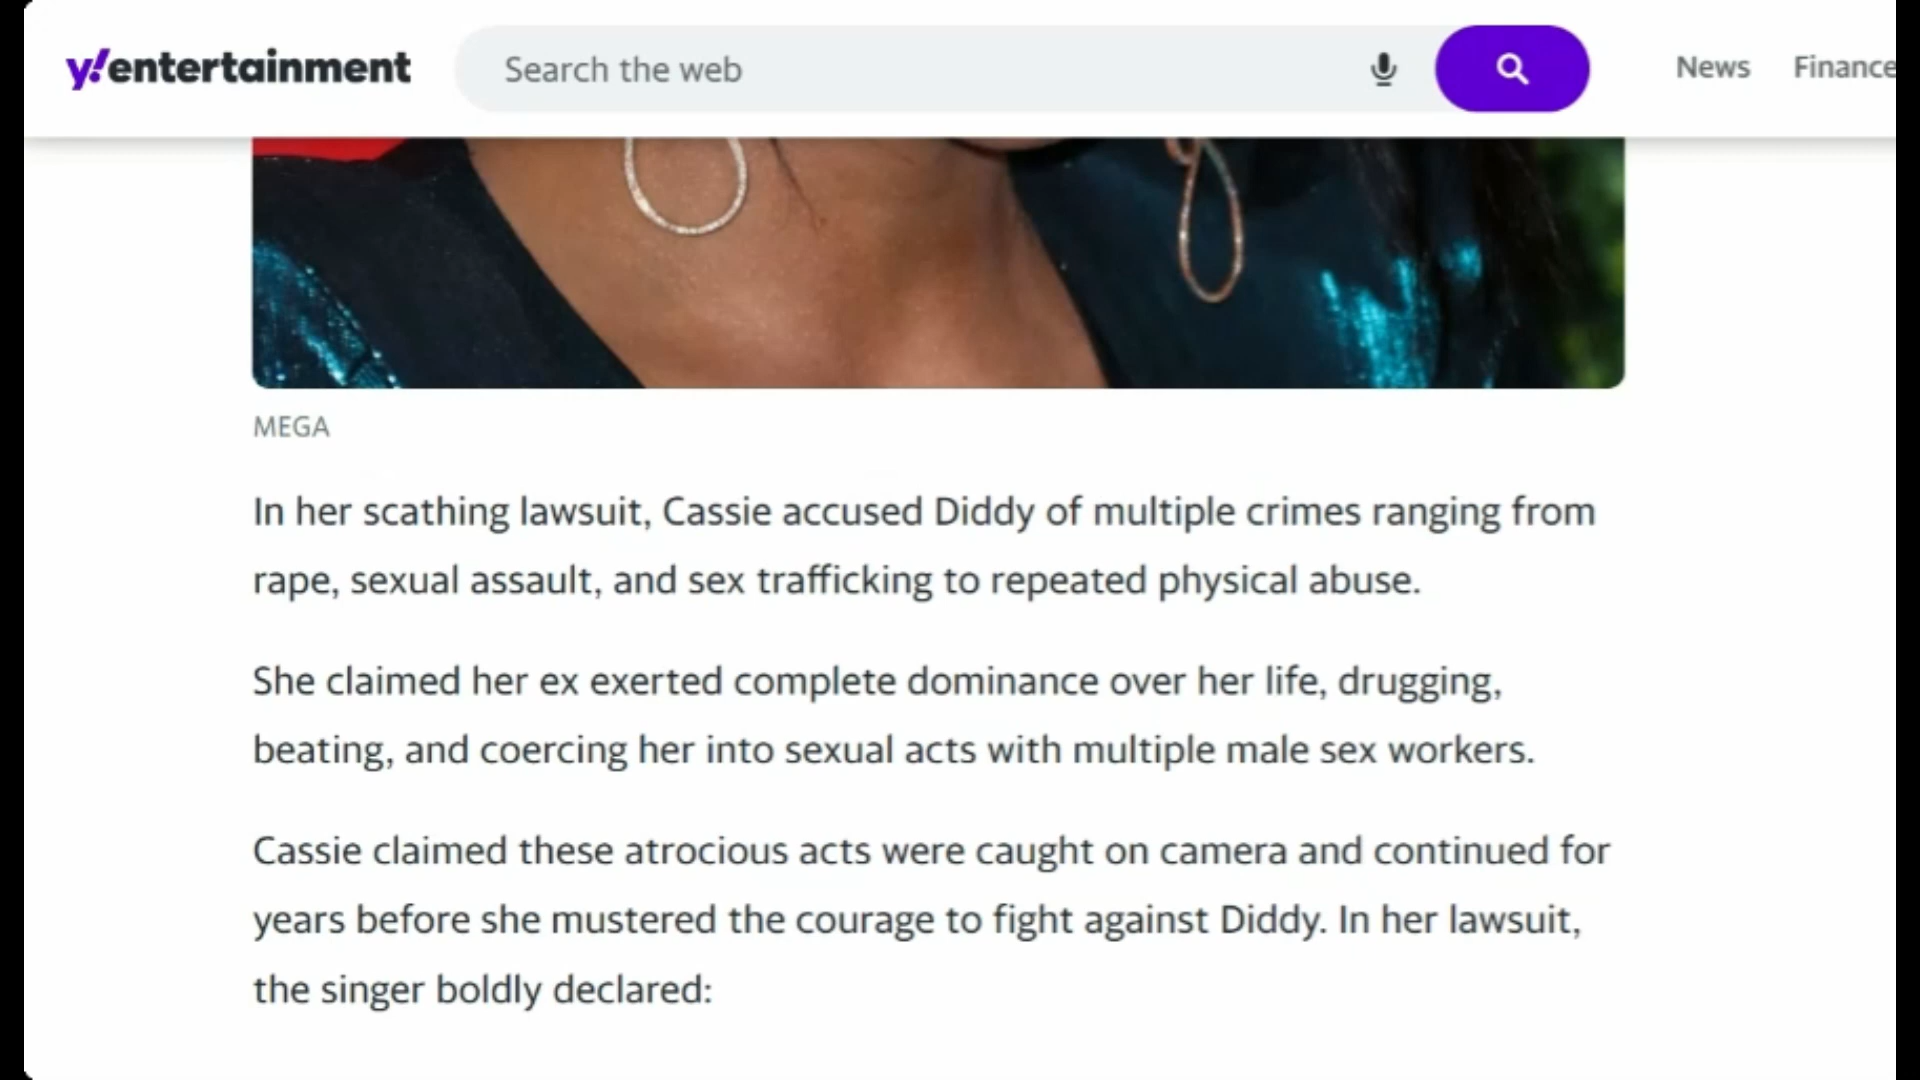 y!entertainment
Search the web
News
Finance
MEGA
In her scathing lawsuit, Cassie accused Diddy of multiple crimes ranging from
rape, sexual assault, and sex trafficking to repeated physical abuse.
She claimed her ex exerted complete dominance over her life, drugging,
beating, and coercing her into sexual acts with multiple male sex workers.
Cassie claimed these atrocious acts were caught on camera and continued for
years before she mustered the courage to fight against Diddy. In her lawsuit,
the singer boldly declared: